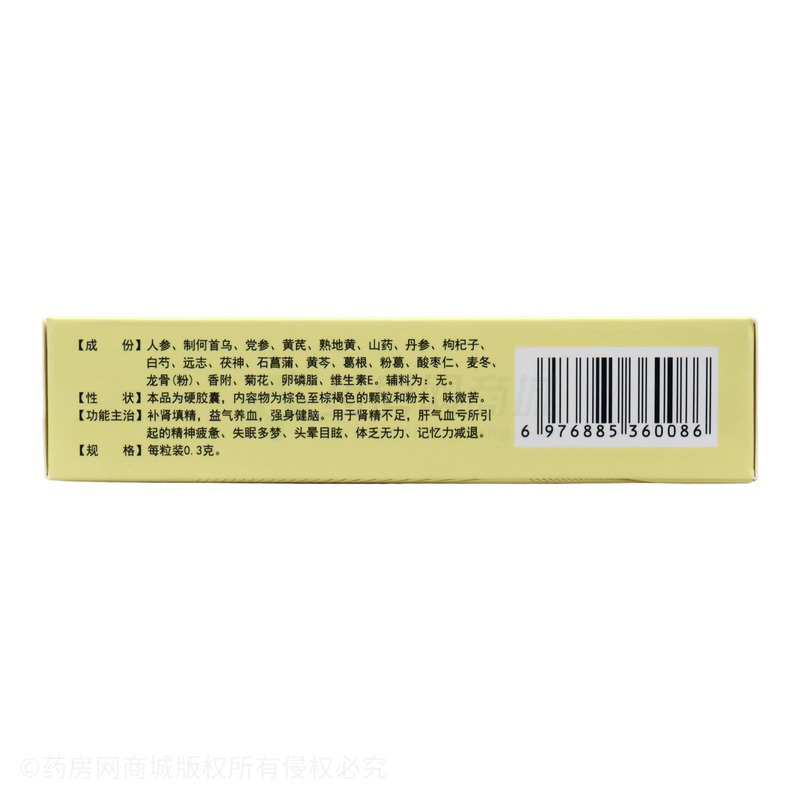 【成 份】人参、制何首乌、党参、黄芪、熟地黄、山药、丹参、枸杞子、
白芍、远志、茯神、石菖蒲、黄芩、葛根、粉葛、酸枣仁、麦冬、
龙骨(粉)、香附、菊花、卵磷脂、维生素E。辅料为：无。
【性 状】本品为硬胶囊，内容物为棕色至棕褐色的颗粒和粉末；味微苦。
【功能主治】补肾填精，益气养血，强身健脑。用于肾精不足，肝气血亏所引
起的精神疲惫、失眠多梦、头晕目眩、体乏无力、记忆力减退。
【规 格】每粒装0.3克。
6 976885 360086
©药房网商城版权所有侵权必究